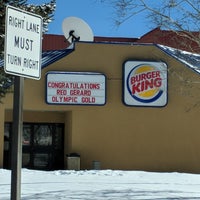 RIGHT LANE
MUST
TURN RIGHT
CONGRATULATIONS
RED GERARD
OLYMPIC GOLD
BURGER
KING